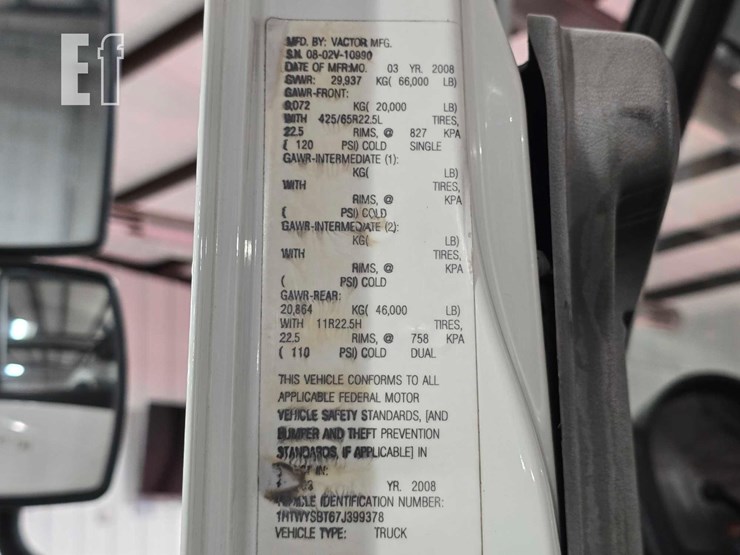 Ef
MFD. BY: VACTOR MFG.
S.N. 08-02V-10990
DATE OF MFR:MO. 03 YR. 2008
GVWR: 29,937 KG( 66,000 LB)
GAWR-FRONT:
9,072 KG( 20,000 LB)
WITH 425/65R22.5L TIRES,
22.5 RIMS, @ 827 KPA
( 120 PSI) COLD SINGLE
GAWR-INTERMEDIATE (1):
KG( LB)
WITH TIRES,
RIMS, @ KPA
( PSI) COLD
GAWR-INTERMEDIATE (2):
KG( LB)
WITH TIRES,
RIMS, @ KPA
( PSI) COLD
GAWR-REAR:
20,864 KG( 46,000 LB)
WITH 11R22.5H TIRES,
22.5 RIMS, @ 758 KPA
( 110 PSI) COLD DUAL
THIS VEHICLE CONFORMS TO ALL
APPLICABLE FEDERAL MOTOR
VEHICLE SAFETY STANDARDS, [AND
BUMPER AND THEFT PREVENTION
STANDARDS, IF APPLICABLE] IN
IN:
YR. 2008
VEHICLE IDENTIFICATION NUMBER:
1HTWYSBT67J399378
VEHICLE TYPE: TRUCK